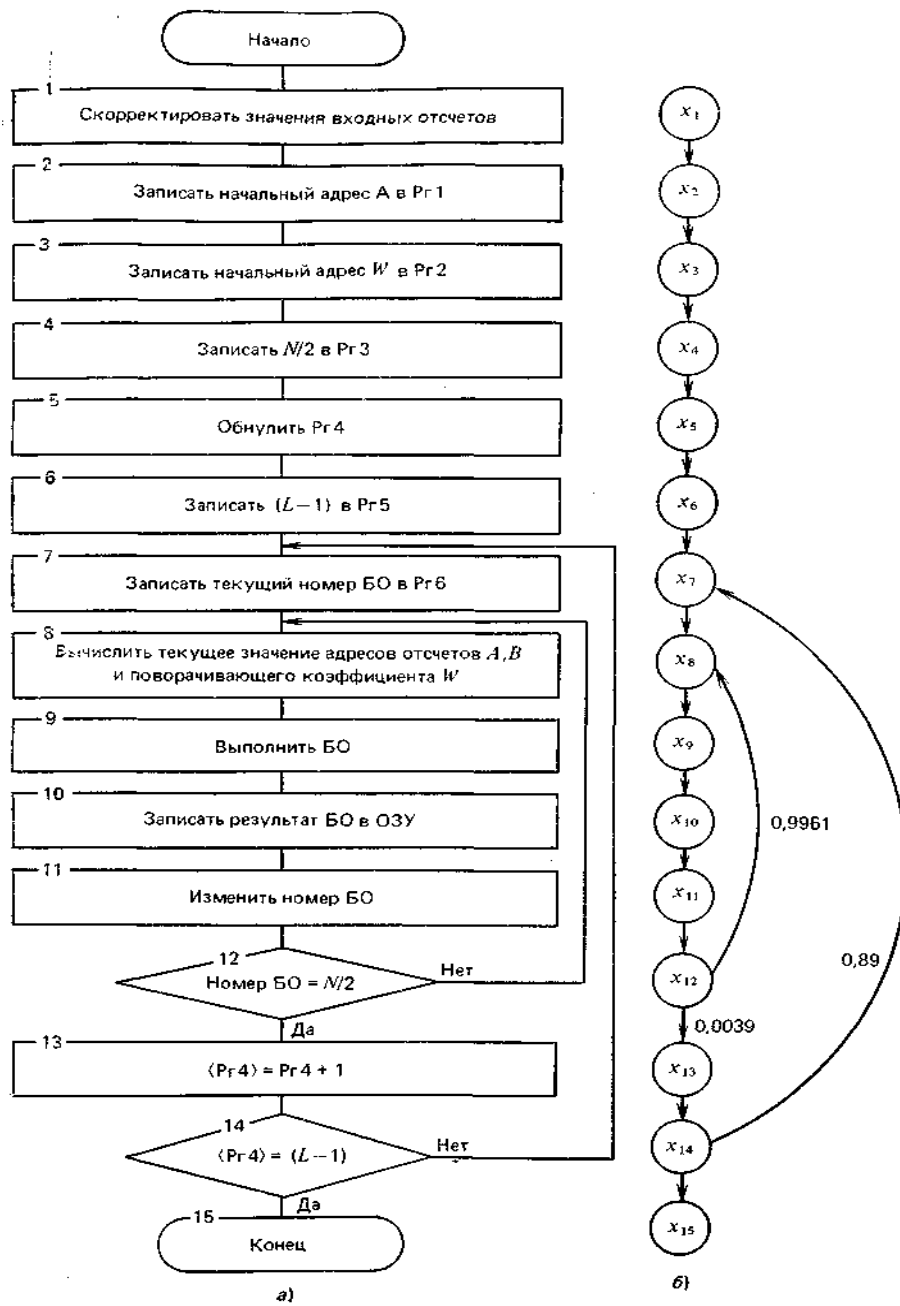 Начало
1
Скорректировать значения входных отсчетов
2
Записать начальный адрес А в Рг1
3
Записать начальный адрес W в Рг2
4
Записать N/2 в Рг3
5
Обнулить Рг4
6
Записать (L−1) в Рг5
7
Записать текущий номер БО в Рг6
8
Вычислить текущее значение адресов отсчетов A,B
и поворачивающего коэффициента W
9
Выполнить БО
10
Записать результат БО в ОЗУ
11
Изменить номер БО
12
Номер БО = N/2
Нет
Да
13
⟨Рг4⟩ = Рг4 + 1
14
⟨Рг4⟩ = (L−1)
Нет
Да
15
Конец
а)
x1
x2
x3
x4
x5
x6
x7
x8
x9
x10
0,9961
x11
x12
0,89
0,0039
x13
x14
x15
б)